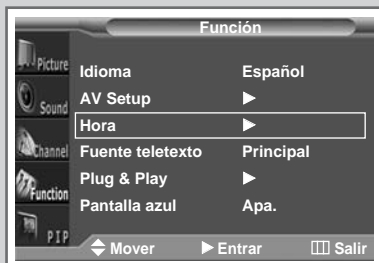 Función
Picture
Sound
Channel
Function
PIP
Idioma Español
AV Setup
Hora
Fuente teletexto Principal
Plug & Play
Pantalla azul Apa.
Mover Entrar Salir